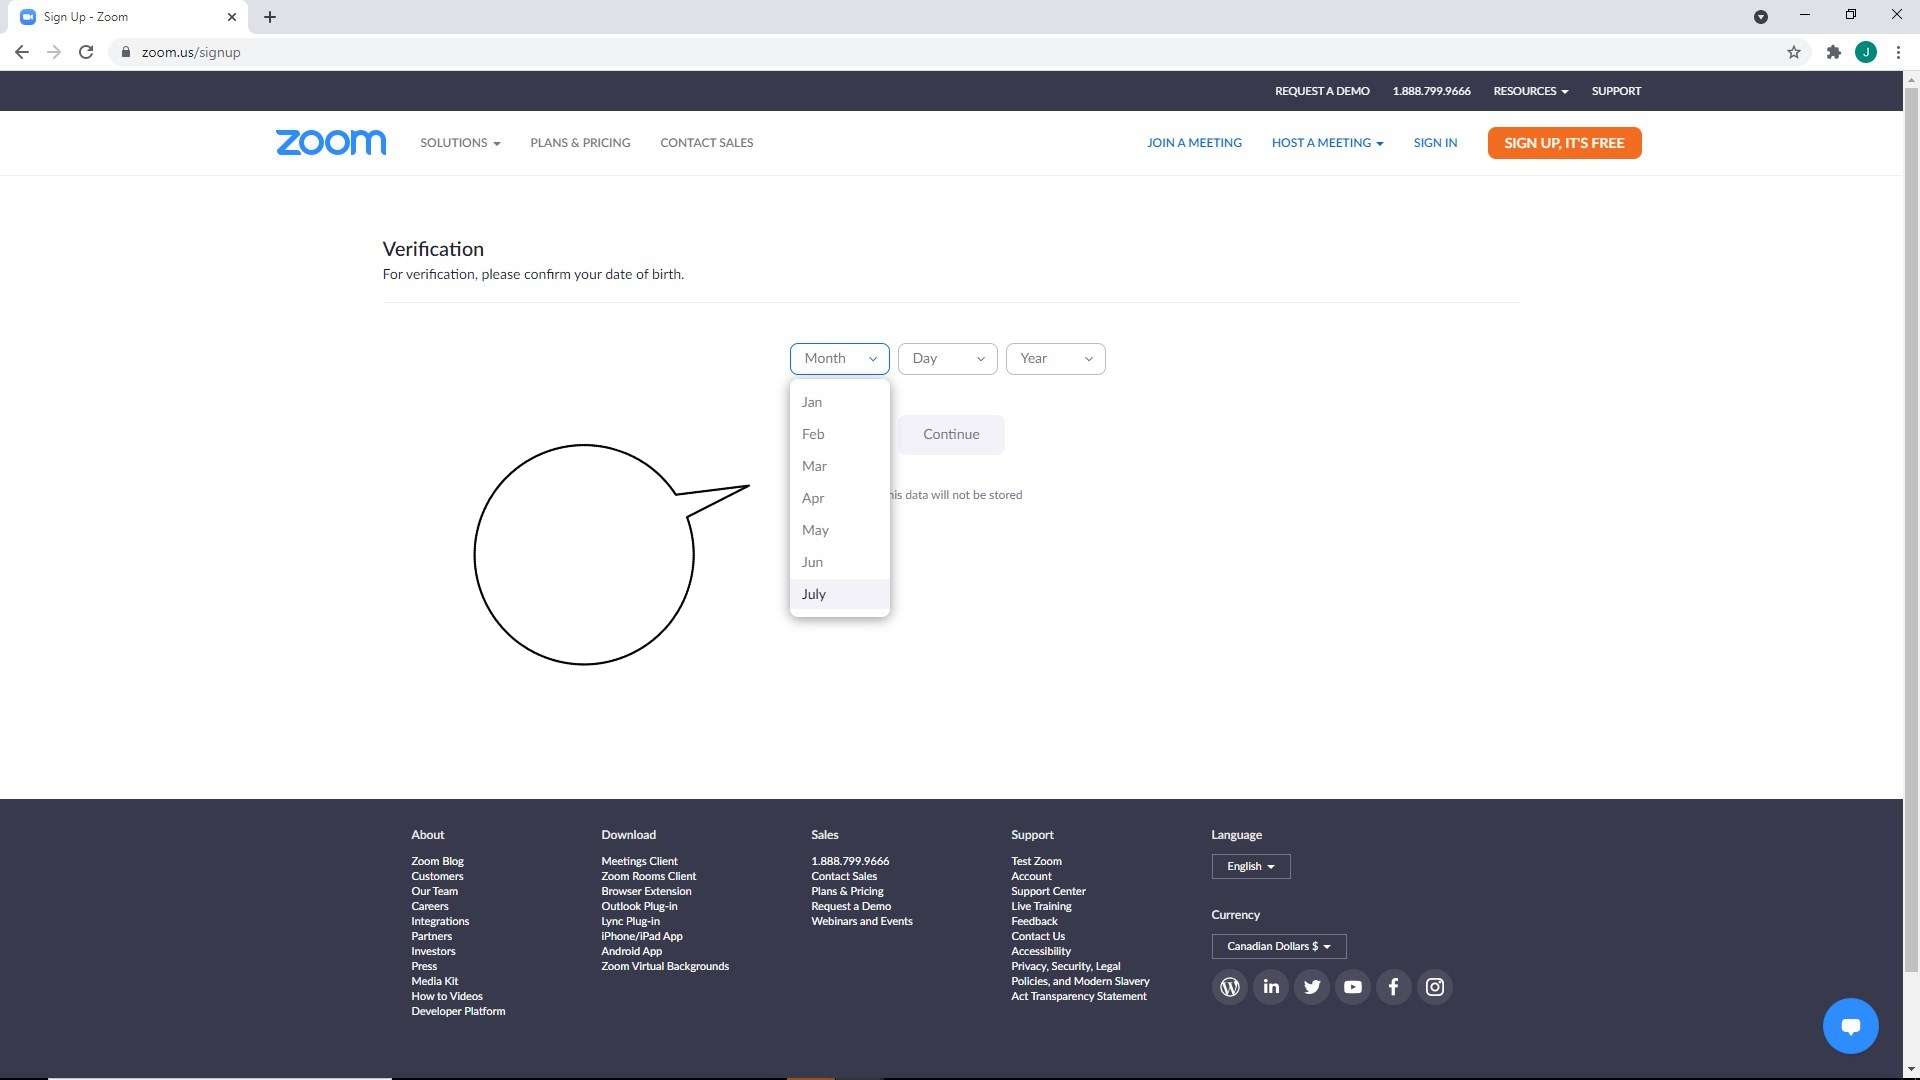 Sign Up - Zoom
zoom.us/signup
J
REQUEST A DEMO 1.888.799.9666 RESOURCES SUPPORT
zoom SOLUTIONS PLANS & PRICING CONTACT SALES JOIN A MEETING HOST A MEETING SIGN IN SIGN UP, IT'S FREE
Verification
For verification, please confirm your date of birth.
Month Day Year
Jan
Feb
Mar
Apr
May
Jun
July
Continue
his data will not be stored
About
Zoom Blog
Customers
Our Team
Careers
Integrations
Partners
Investors
Press
Media Kit
How to Videos
Developer Platform
Download
Meetings Client
Zoom Rooms Client
Browser Extension
Outlook Plug-in
Lync Plug-in
iPhone/iPad App
Android App
Zoom Virtual Backgrounds
Sales
1.888.799.9666
Contact Sales
Plans & Pricing
Request a Demo
Webinars and Events
Support
Test Zoom
Account
Support Center
Live Training
Feedback
Contact Us
Accessibility
Privacy, Security, Legal
Policies, and Modern Slavery
Act Transparency Statement
Language
English
Currency
Canadian Dollars $